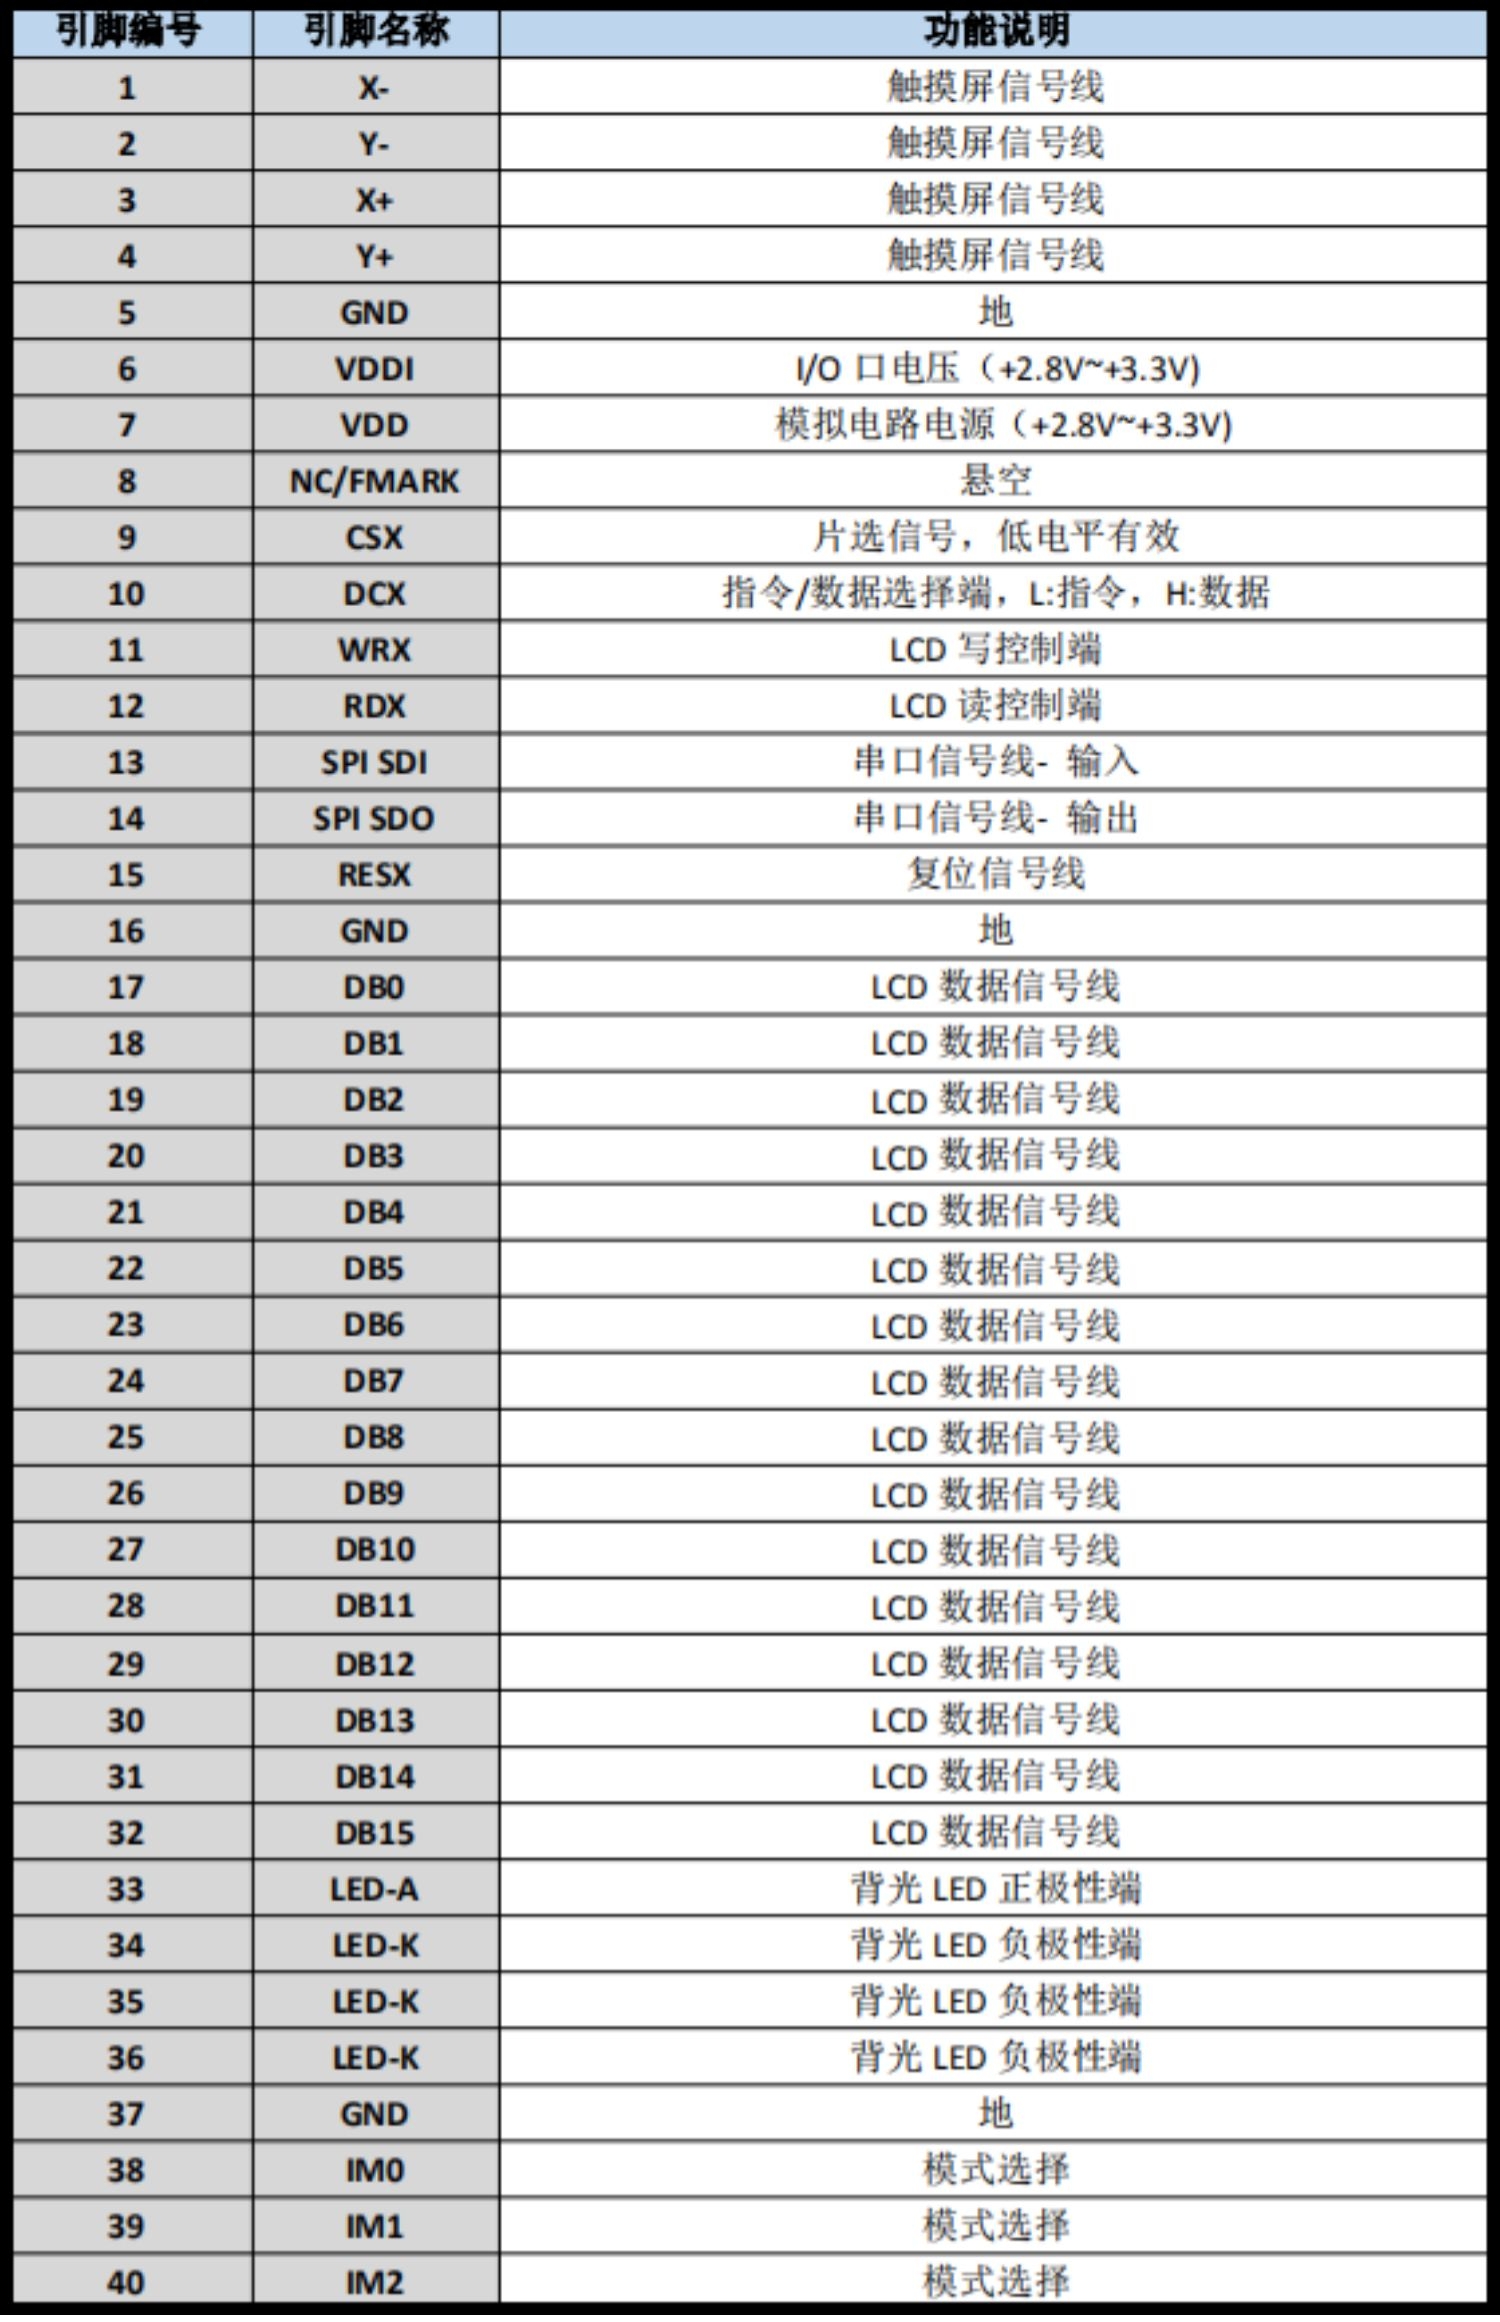 引脚编号 引脚名称 功能说明
1 X- 触摸屏信号线
2 Y- 触摸屏信号线
3 X+ 触摸屏信号线
4 Y+ 触摸屏信号线
5 GND 地
6 VDDI I/O 口电压（+2.8V~+3.3V)
7 VDD 模拟电路电源（+2.8V~+3.3V)
8 NC/FMARK 悬空
9 CSX 片选信号，低电平有效
10 DCX 指令/数据选择端，L:指令，H:数据
11 WRX LCD 写控制端
12 RDX LCD 读控制端
13 SPI SDI 串口信号线- 输入
14 SPI SDO 串口信号线- 输出
15 RESX 复位信号线
16 GND 地
17 DB0 LCD 数据信号线
18 DB1 LCD 数据信号线
19 DB2 LCD 数据信号线
20 DB3 LCD 数据信号线
21 DB4 LCD 数据信号线
22 DB5 LCD 数据信号线
23 DB6 LCD 数据信号线
24 DB7 LCD 数据信号线
25 DB8 LCD 数据信号线
26 DB9 LCD 数据信号线
27 DB10 LCD 数据信号线
28 DB11 LCD 数据信号线
29 DB12 LCD 数据信号线
30 DB13 LCD 数据信号线
31 DB14 LCD 数据信号线
32 DB15 LCD 数据信号线
33 LED-A 背光 LED 正极性端
34 LED-K 背光 LED 负极性端
35 LED-K 背光 LED 负极性端
36 LED-K 背光 LED 负极性端
37 GND 地
38 IM0 模式选择
39 IM1 模式选择
40 IM2 模式选择